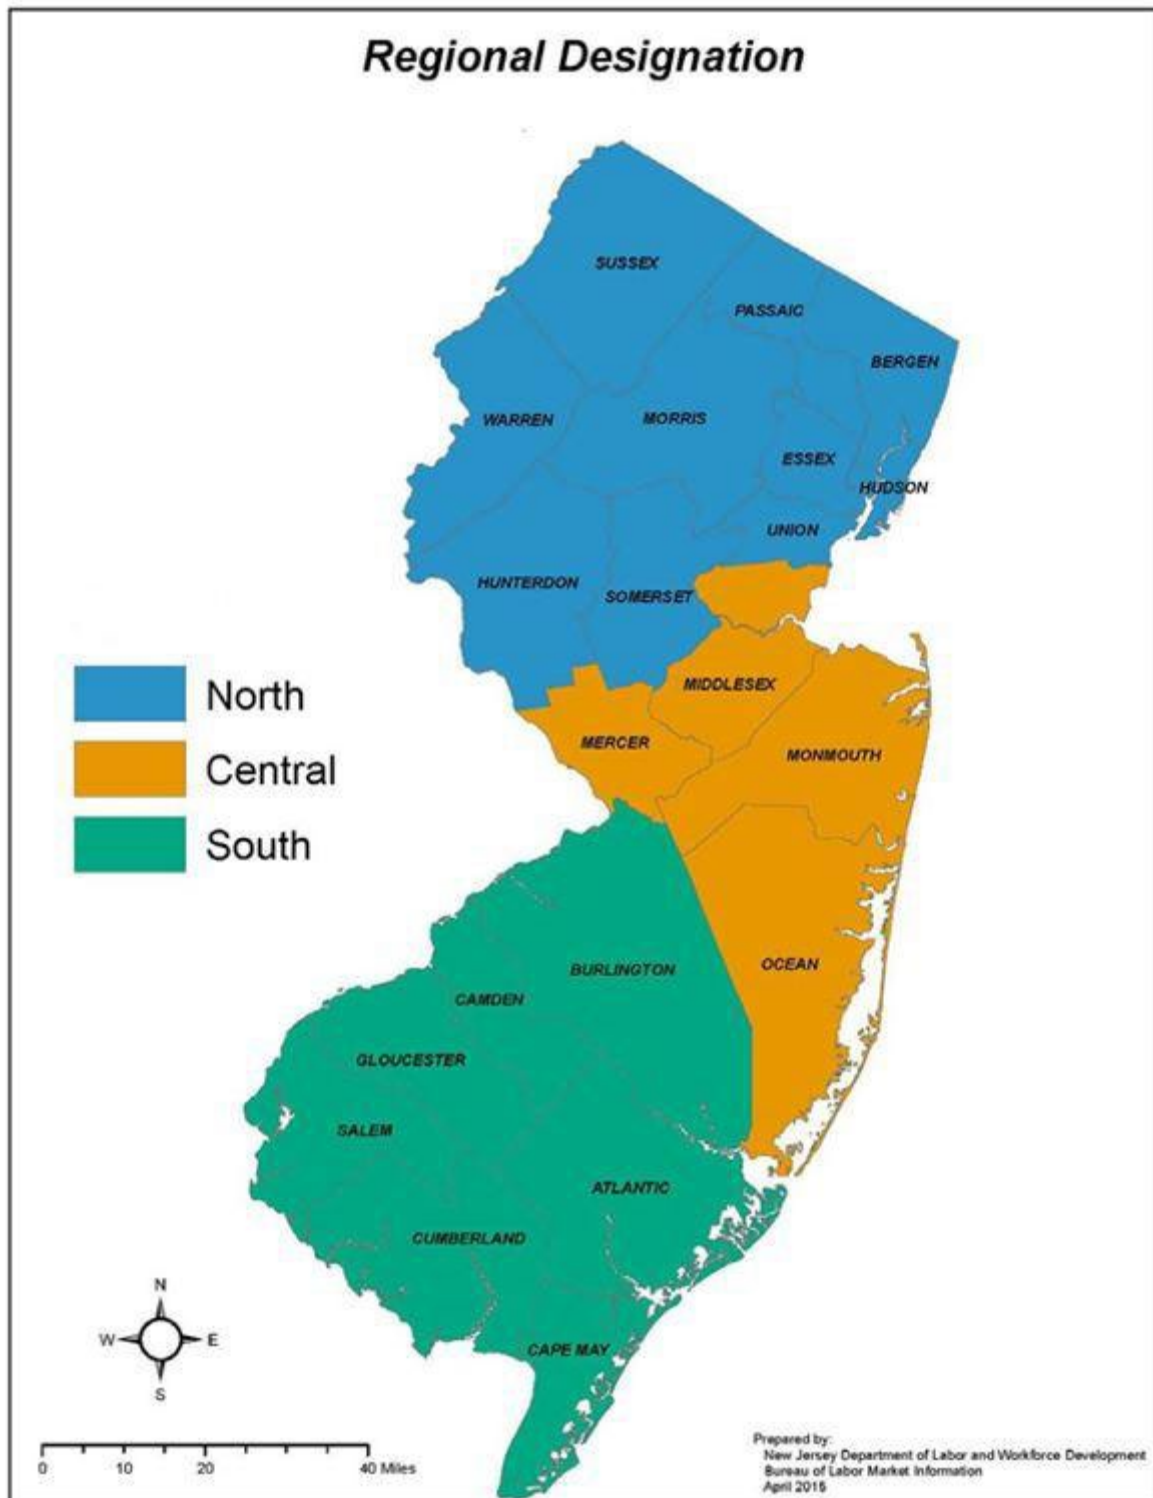 Regional Designation
SUSSEX
PASSAIC
BERGEN
WARREN
MORRIS
ESSEX
HUDSON
UNION
HUNTERDON
SOMERSET
North
MIDDLESEX
MERCER
MONMOUTH
Central
South
OCEAN
BURLINGTON
CAMDEN
GLOUCESTER
SALEM
ATLANTIC
CUMBERLAND
N
W E
S
CAPE MAY
0 10 20 40 Miles
Prepared by:
New Jersey Department of Labor and Workforce Development
Bureau of Labor Market Information
April 2015